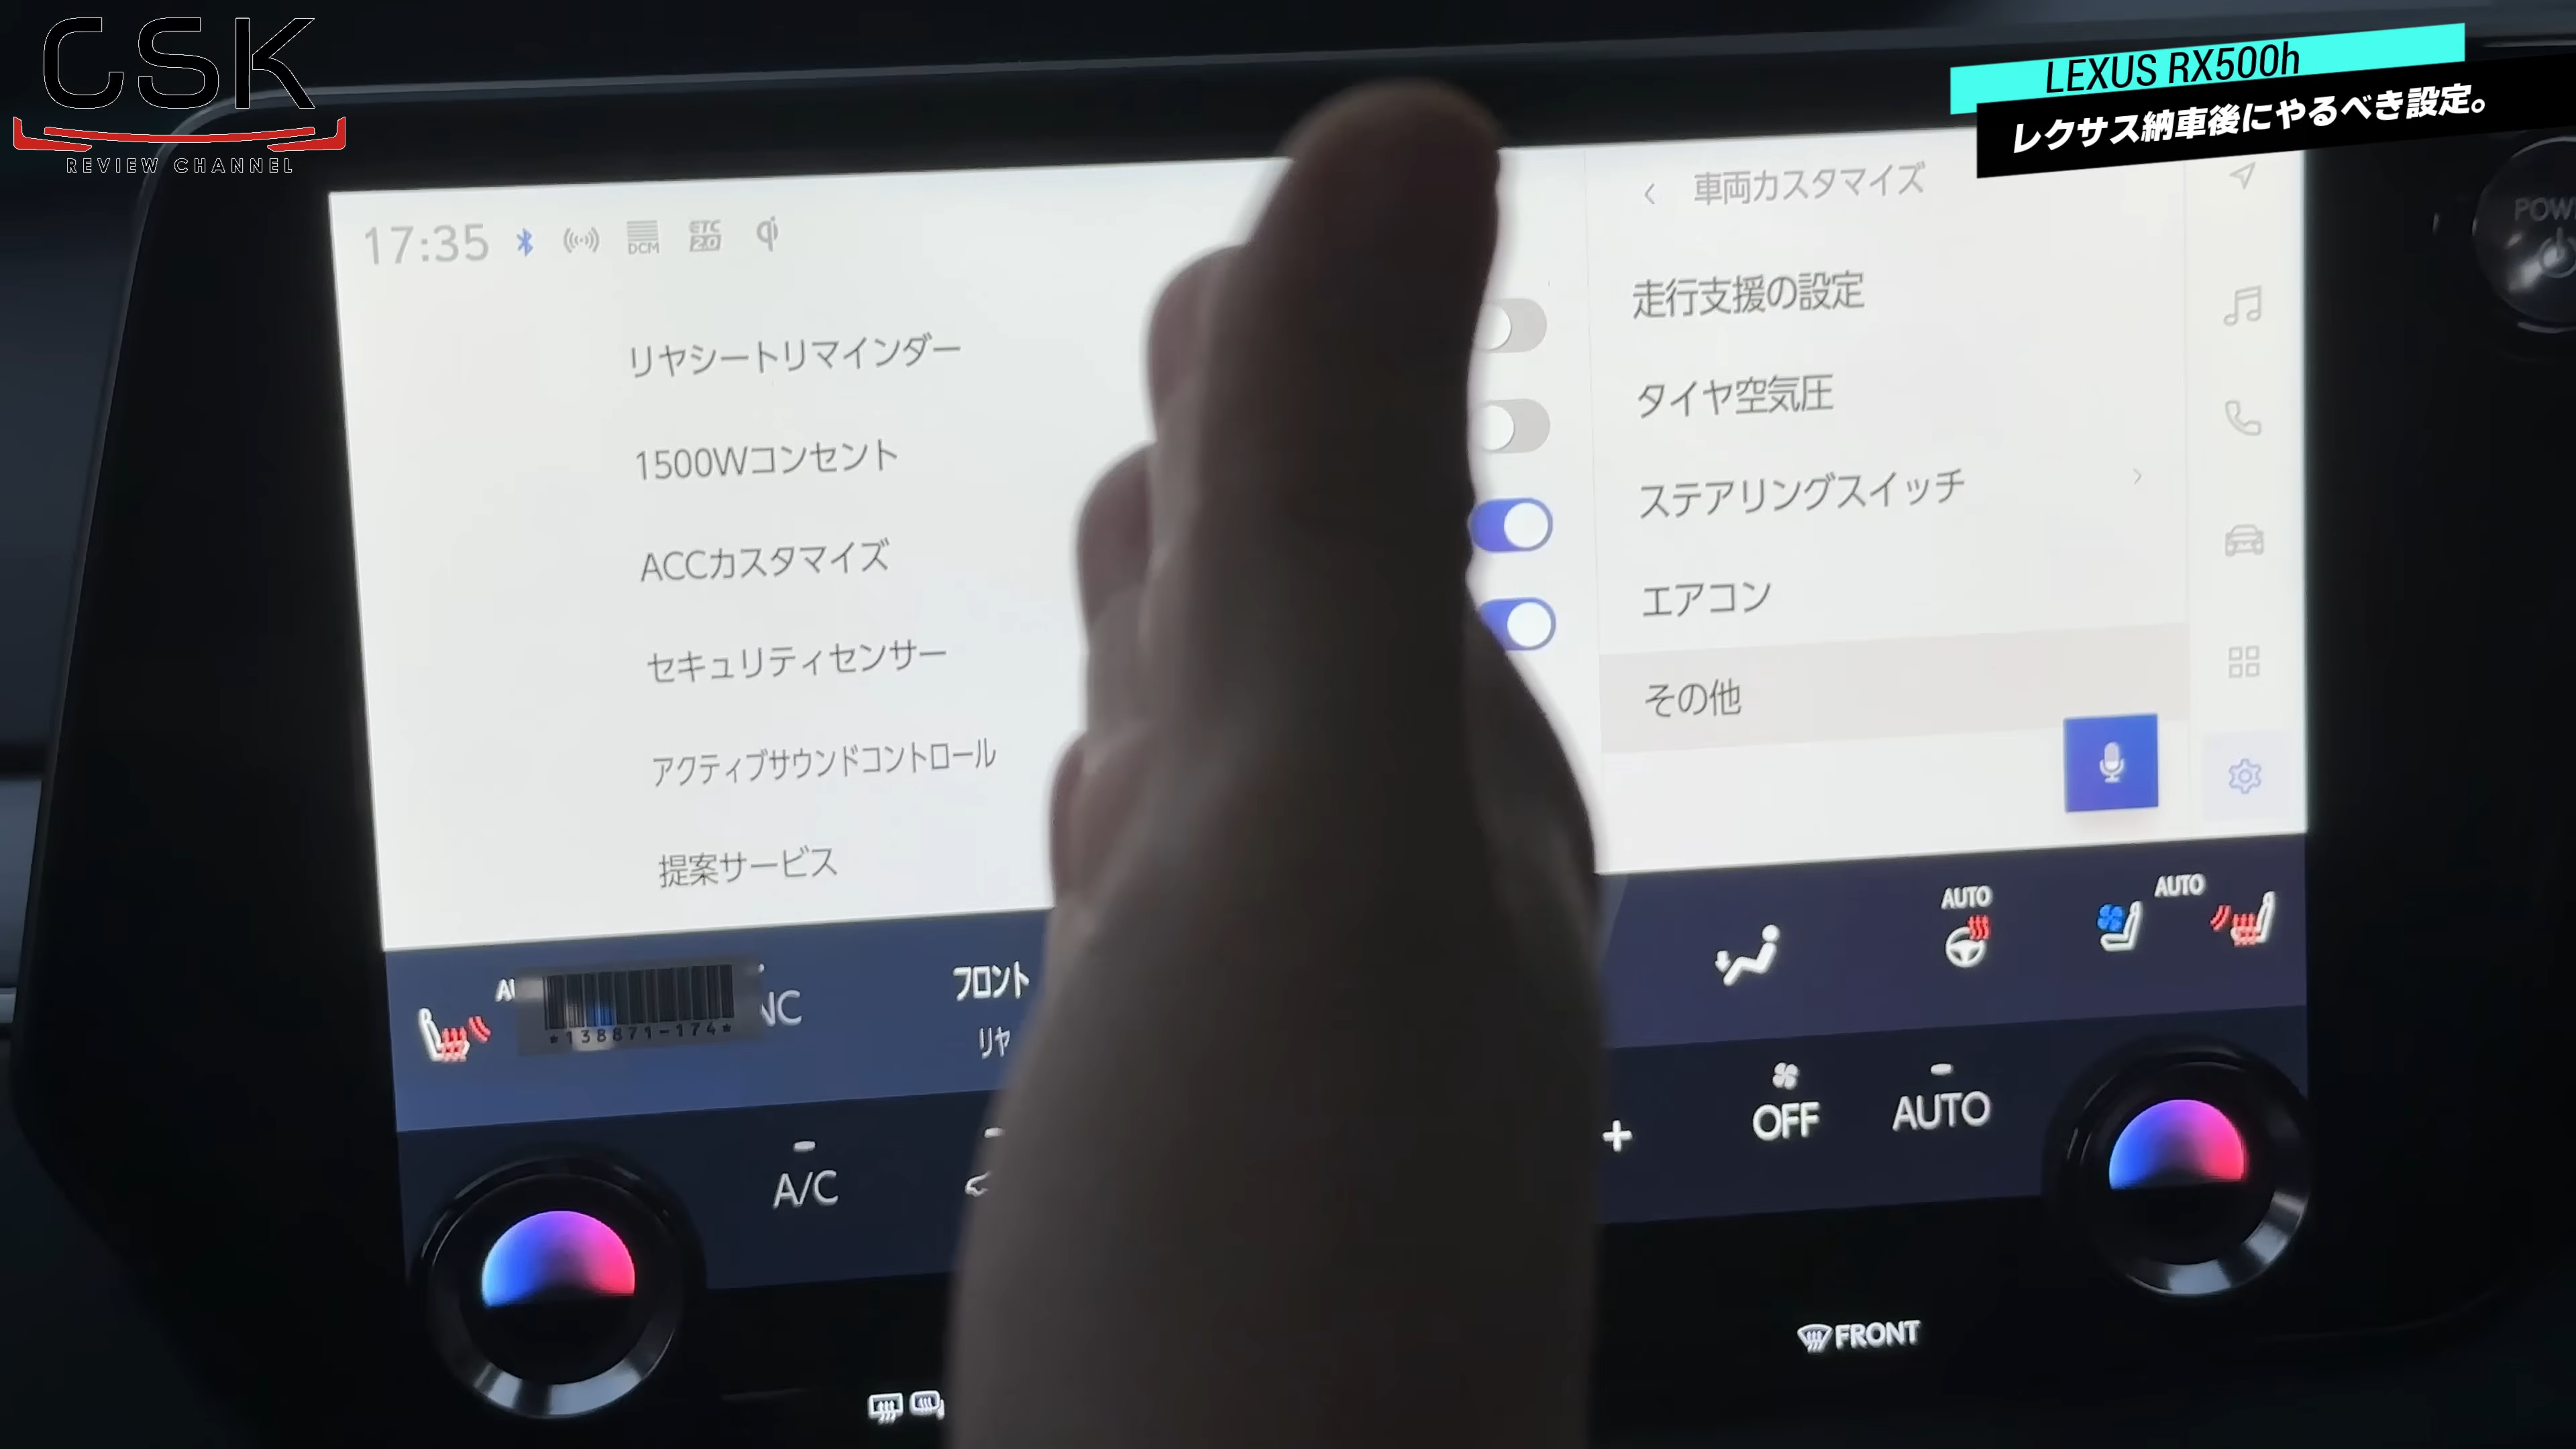 CSK
REVIEW CHANNEL
LEXUS RX500h
レクサス納車後にやるべき設定。
17:35
DCM
ETC
2.0
qi
リヤシートリマインダー
1500Wコンセント
ACCカスタマイズ
セキュリティセンサー
アクティブサウンドコントロール
提案サービス
車両カスタマイズ
走行支援の設定
タイヤ空気圧
ステアリングスイッチ
エアコン
その他
フロント
リヤ
*138871-174*
AUTO
AUTO
A/C
+
OFF
AUTO
FRONT